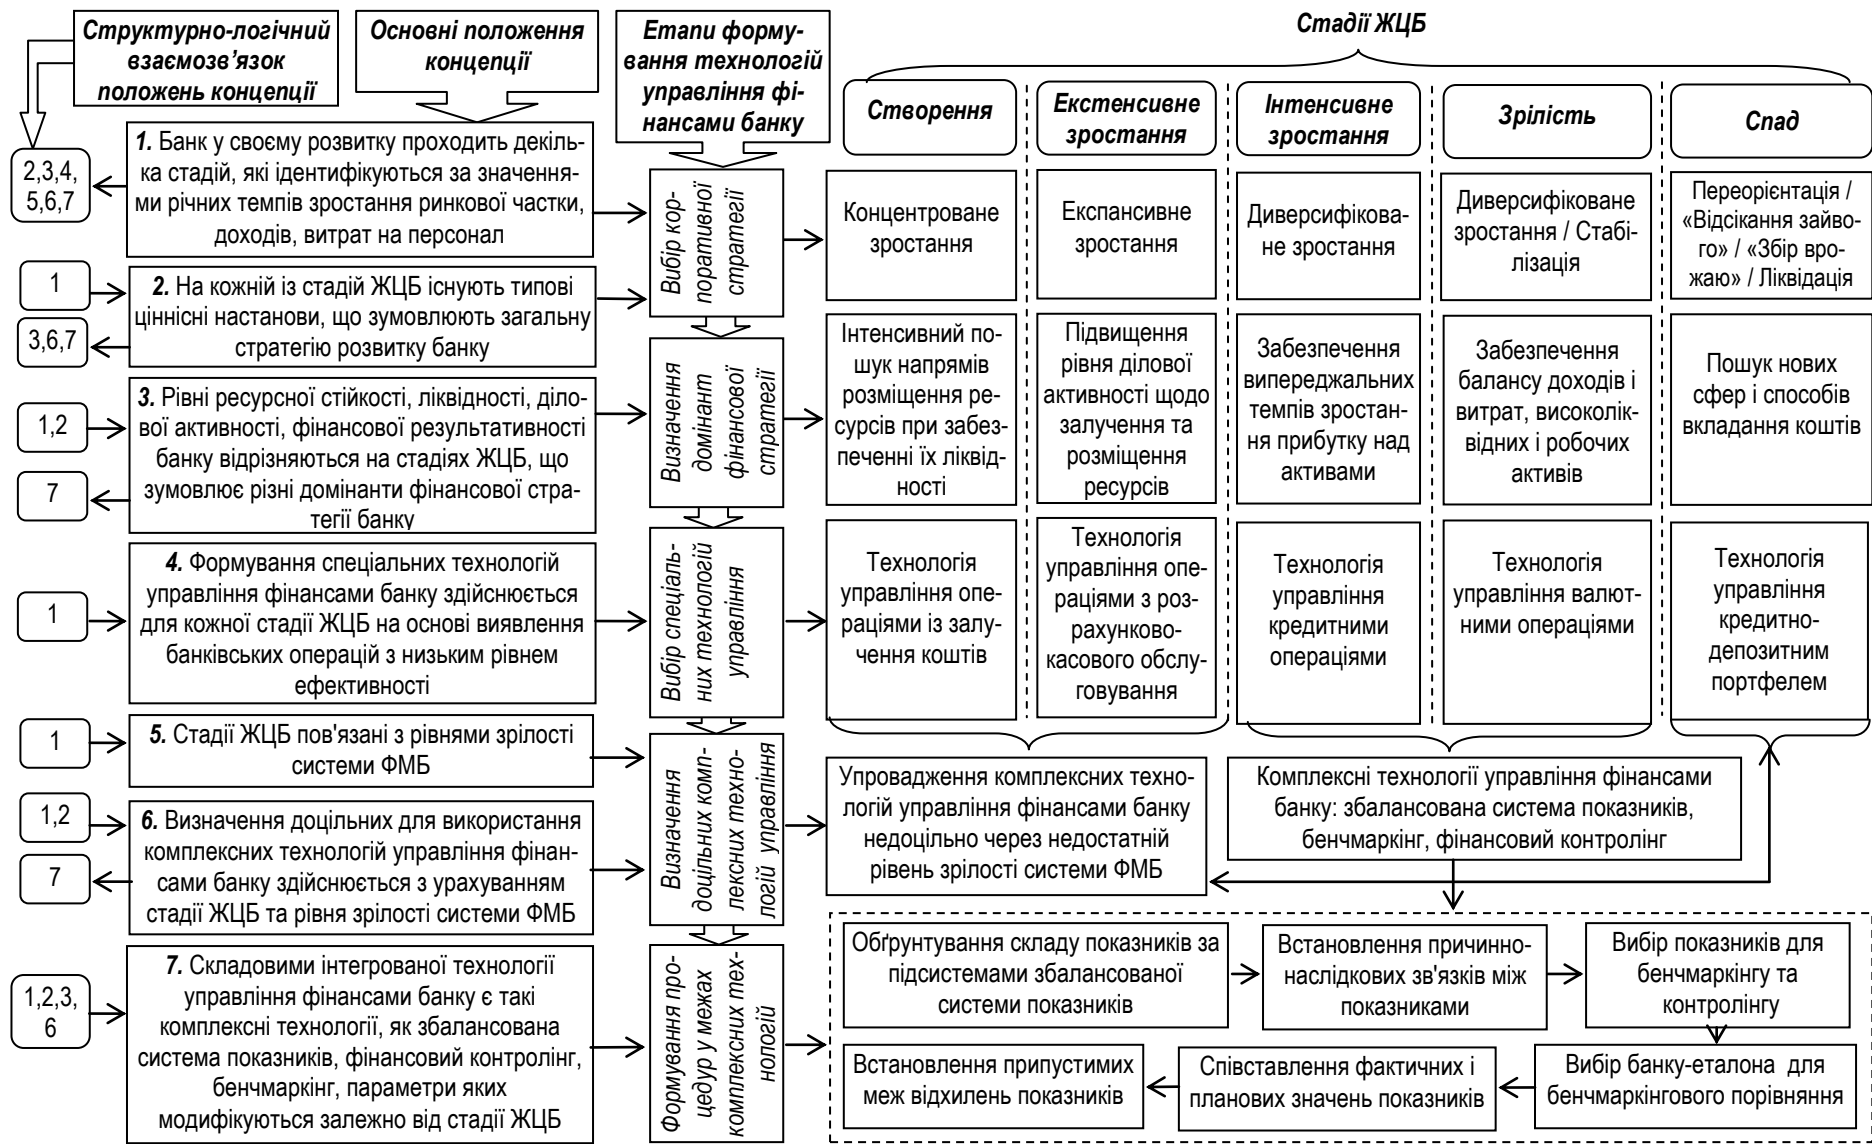 Структурно-логічний
взаємозв'язок
положень концепції
Основні положення
концепції
Етапи форму-
вання технологій
управління фі-
нансами банку
Стадії ЖЦБ
Створення
Екстенсивне
зростання
Інтенсивне
зростання
Зрілість
Спад
2,3,4,
5,6,7
1. Банк у своєму розвитку проходить декіль-
ка стадій, які ідентифікуються за значення-
ми річних темпів зростання ринкової частки,
доходів, витрат на персонал
1
3,6,7
2. На кожній із стадій ЖЦБ існують типові
ціннісні настанови, що зумовлюють загальну
стратегію розвитку банку
Вибір кор-
поративної
стратегії
Концентроване
зростання
Експансивне
зростання
Диверсифікова-
не зростання
Диверсифіковане
зростання / Стабі-
лізація
Переорієнтація /
«Відсікання зайво-
го» / «Збір вро-
жаю» / Ліквідація
1,2
7
3. Рівні ресурсної стійкості, ліквідності, діло-
вої активності, фінансової результативності
банку відрізняються на стадіях ЖЦБ, що
зумовлює різні домінанти фінансової стра-
тегії банку
Визначення
домінант
фінансової
стратегії
Інтенсивний по-
шук напрямів
розміщення ре-
сурсів при забез-
печенні їх ліквід-
ності
Підвищення
рівня ділової
активності щодо
залучення та
розміщення
ресурсів
Забезпечення
випереджальних
темпів зростан-
ня прибутку над
активами
Забезпечення
балансу доходів і
витрат, високолік-
відних і робочих
активів
Пошук нових
сфер і способів
вкладання коштів
1
4. Формування спеціальних технологій
управління фінансами банку здійснюється
для кожної стадії ЖЦБ на основі виявлення
банківських операцій з низьким рівнем
ефективності
Вибір спеціаль-
них технологій
управління
Технологія
управління опе-
раціями із залу-
чення коштів
Технологія
управління опе-
раціями з роз-
рахунково-
касового обслу-
говування
Технологія
управління
кредитними
операціями
Технологія
управління валют-
ними операціями
Технологія
управління
кредитно-
депозитним
портфелем
1
5. Стадії ЖЦБ пов'язані з рівнями зрілості
системи ФМБ
1,2
7
6. Визначення доцільних для використання
комплексних технологій управління фінан-
сами банку здійснюється з урахуванням
стадії ЖЦБ та рівня зрілості системи ФМБ
Визначення
доцільних комп-
лексних техно-
логій управління
Упровадження комплексних техно-
логій управління фінансами банку
недоцільно через недостатній
рівень зрілості системи ФМБ
Комплексні технології управління фінансами
банку: збалансована система показників,
бенчмаркінг, фінансовий контролінг
1,2,3,
6
7. Складовими інтегрованої технології
управління фінансами банку є такі
комплексні технології, як збалансована
система показників, фінансовий контролінг,
бенчмаркінг, параметри яких
модифікуються залежно від стадії ЖЦБ
Формування про-
цедур у межах
комплексних тех-
нологій
Обґрунтування складу показників за
підсистемами збалансованої
системи показників
Встановлення причинно-
наслідкових зв'язків між
показниками
Вибір показників для
бенчмаркінгу та
контролінгу
Встановлення припустимих
меж відхилень показників
Співставлення фактичних і
планових значень показників
Вибір банку-еталона для
бенчмаркінгового порівняння